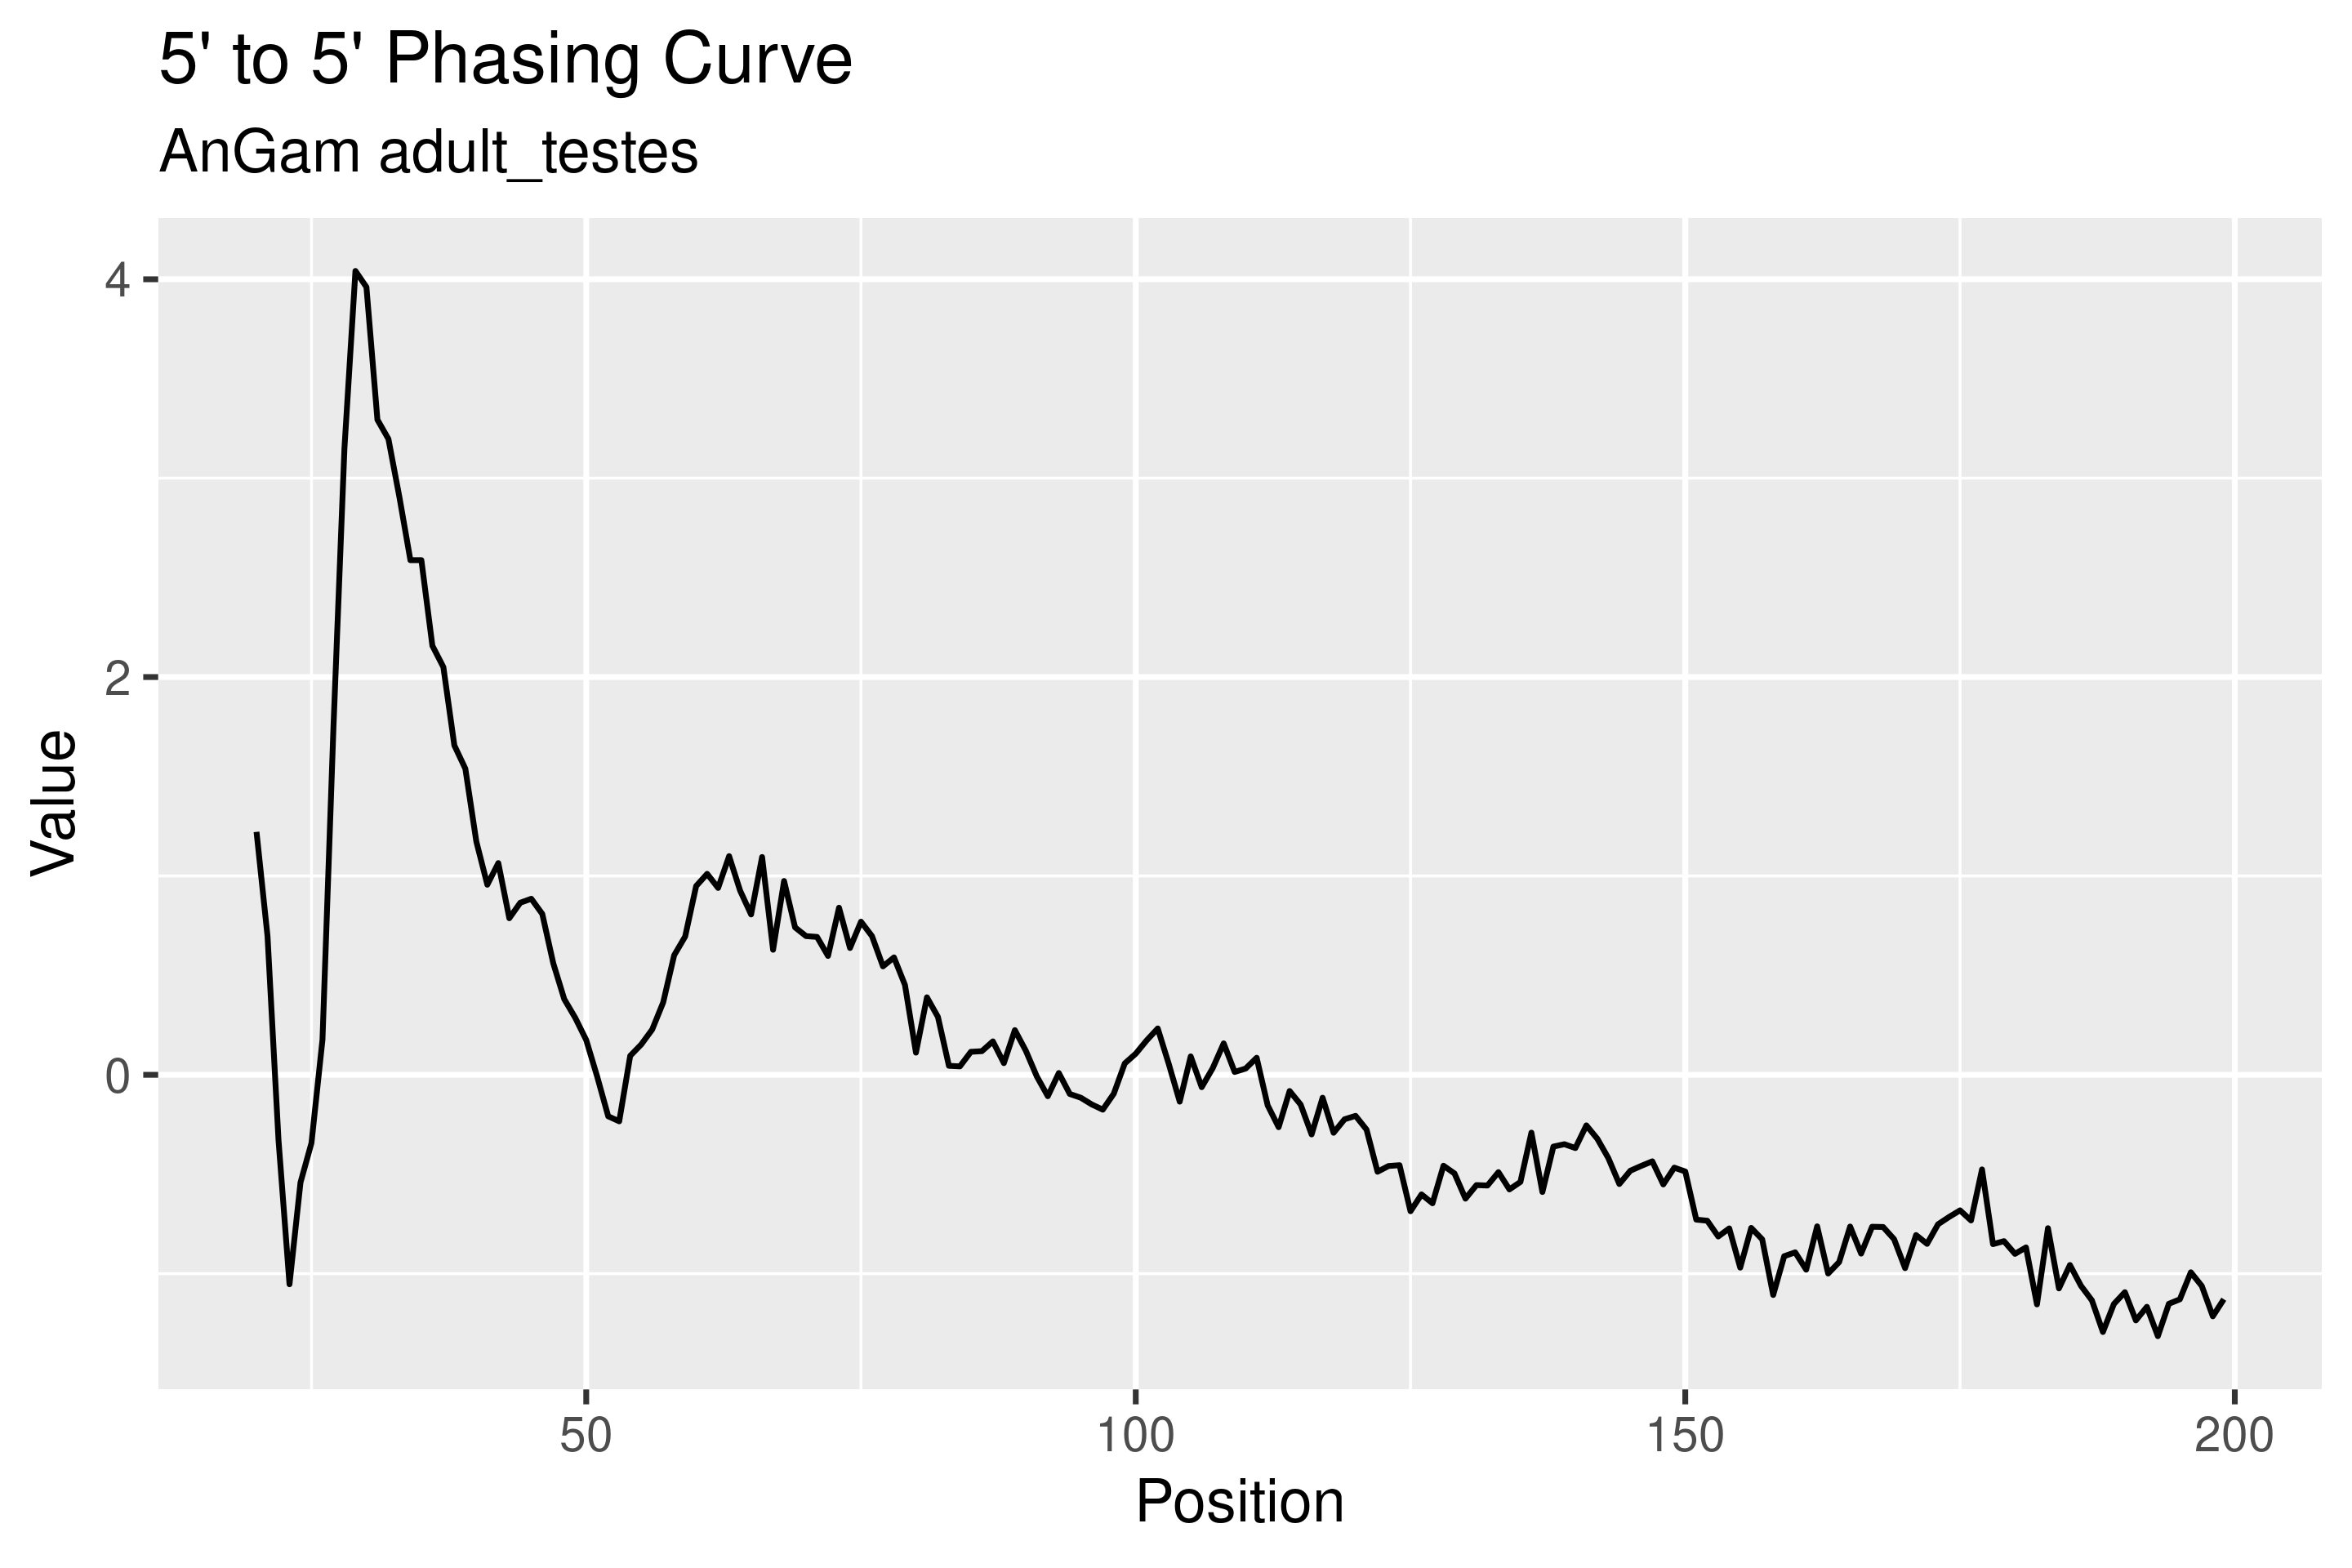 5' to 5' Phasing Curve
AnGam adult_testes
4
2
0
Value
50
100
150
200
Position